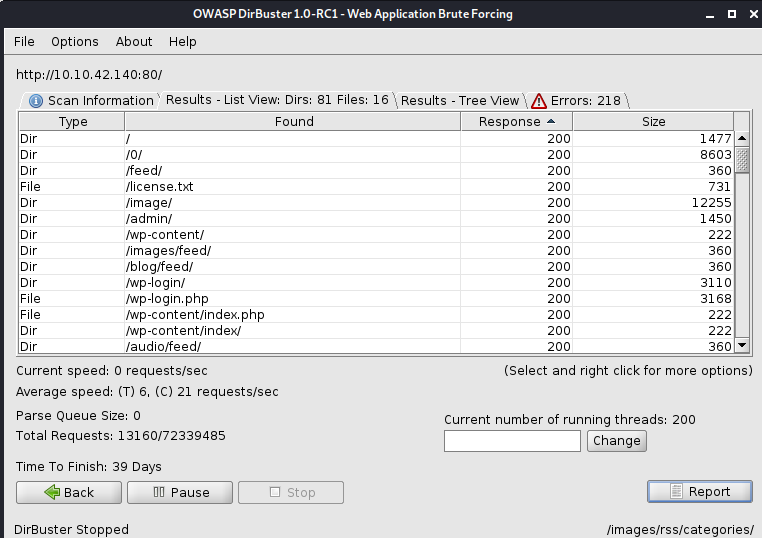 OWASP DirBuster 1.0-RC1 - Web Application Brute Forcing
File Options About Help
http://10.10.42.140:80/
Scan Information Results - List View: Dirs: 81 Files: 16 Results - Tree View Errors: 218
Type Found Response Size
Dir / 200 1477
Dir /0/ 200 8603
Dir /feed/ 200 360
File /license.txt 200 731
Dir /image/ 200 12255
Dir /admin/ 200 1450
Dir /wp-content/ 200 222
Dir /images/feed/ 200 360
Dir /blog/feed/ 200 360
Dir /wp-login/ 200 3110
File /wp-login.php 200 3168
File /wp-content/index.php 200 222
Dir /wp-content/index/ 200 222
Dir /audio/feed/ 200 360
Current speed: 0 requests/sec (Select and right click for more options)
Average speed: (T) 6, (C) 21 requests/sec
Parse Queue Size: 0 Current number of running threads: 200
Total Requests: 13160/72339485 Change
Time To Finish: 39 Days
Back Pause Stop Report
DirBuster Stopped /images/rss/categories/